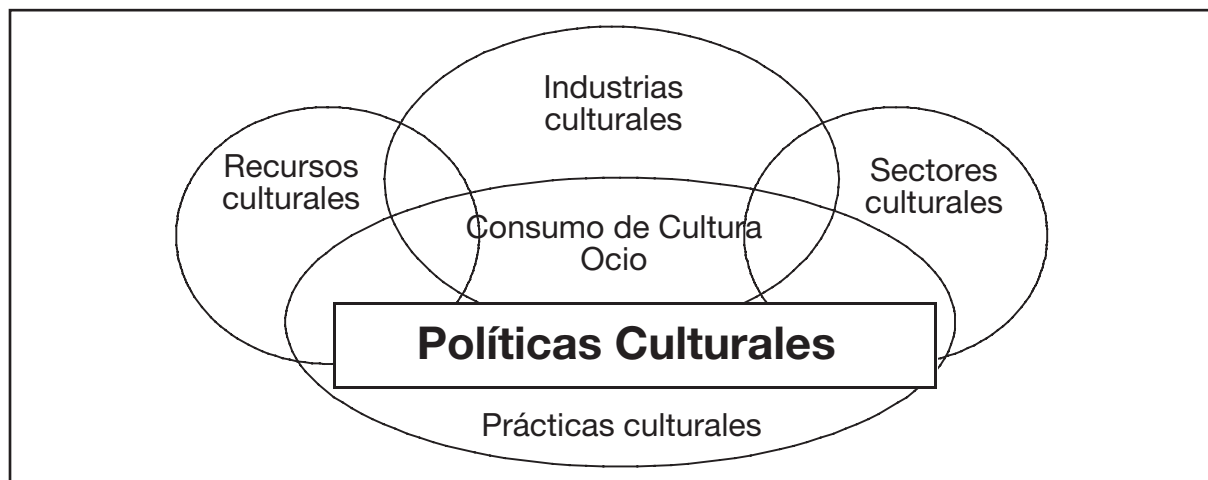 Industrias
culturales
Recursos
culturales
Sectores
culturales
Consumo de Cultura
Ocio
Políticas Culturales
Prácticas culturales